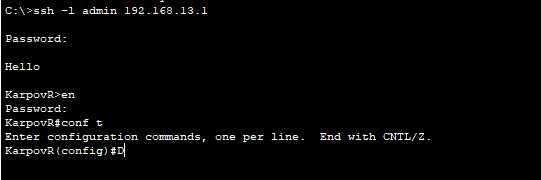 C:\>ssh -l admin 192.168.13.1
Password:
Hello
KarpovR>en
Password:
KarpovR#conf t
Enter configuration commands, one per line.  End with CNTL/Z.
KarpovR(config)#D